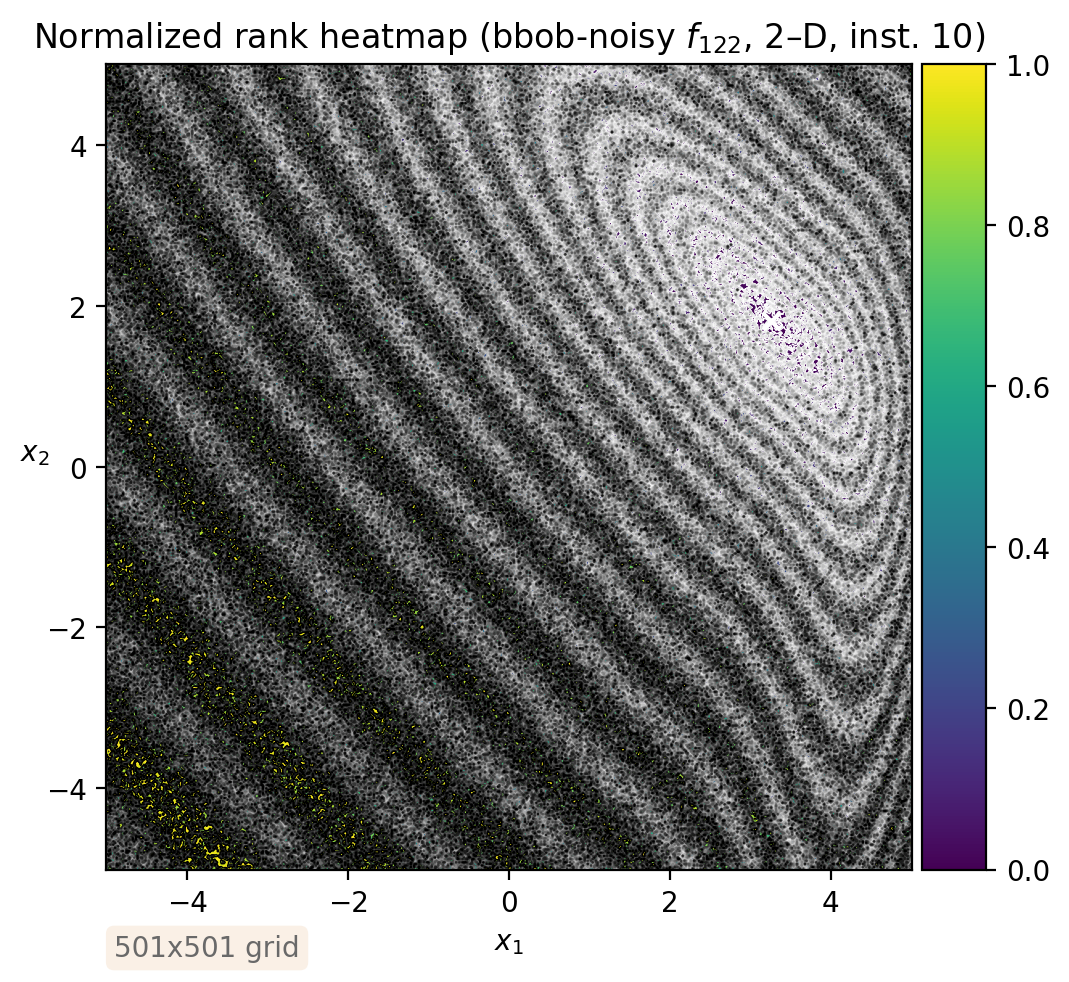 Normalized rank heatmap (bbob-noisy f₁₂₂, 2–D, inst. 10)
1.0
4
0.8
2
0.6
x₂ 0
0.4
−2
0.2
−4
0.0
−4 −2 0 2 4
501x501 grid x₁